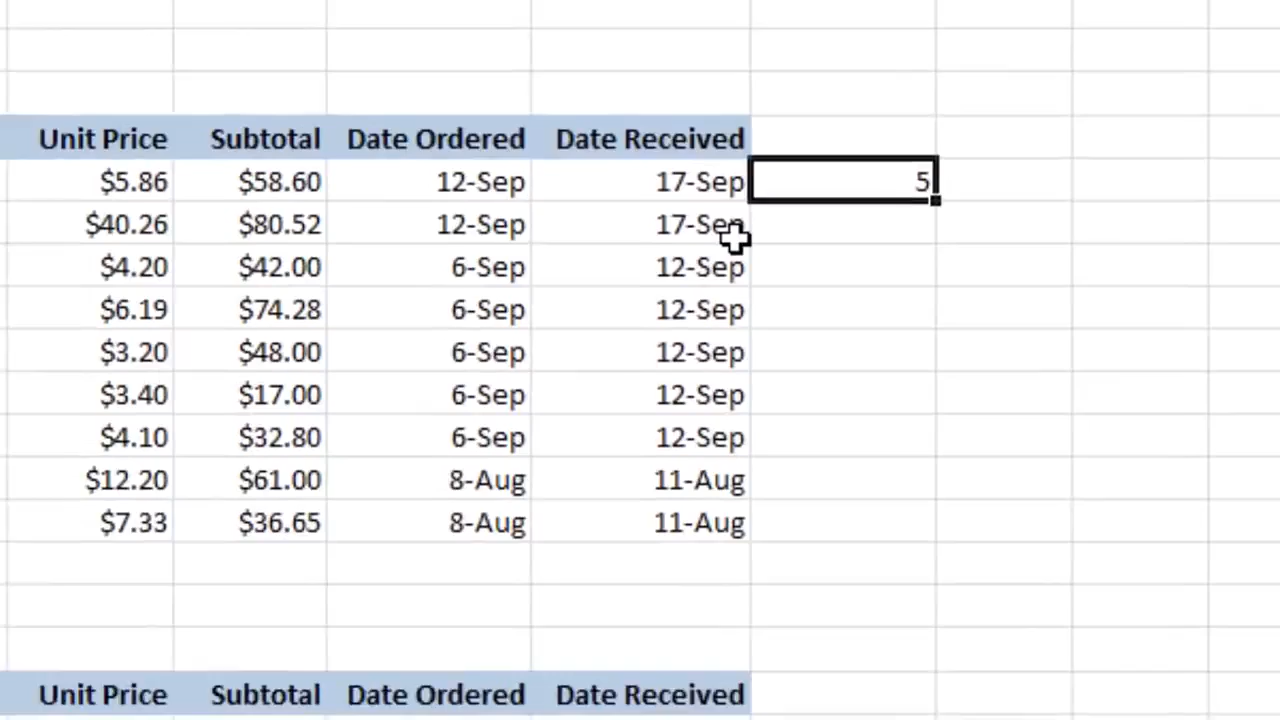 Unit Price Subtotal Date Ordered Date Received
$5.86 $58.60 12-Sep 17-Sep 5
$40.26 $80.52 12-Sep 17-Sep
$4.20 $42.00 6-Sep 12-Sep
$6.19 $74.28 6-Sep 12-Sep
$3.20 $48.00 6-Sep 12-Sep
$3.40 $17.00 6-Sep 12-Sep
$4.10 $32.80 6-Sep 12-Sep
$12.20 $61.00 8-Aug 11-Aug
$7.33 $36.65 8-Aug 11-Aug
Unit Price Subtotal Date Ordered Date Received